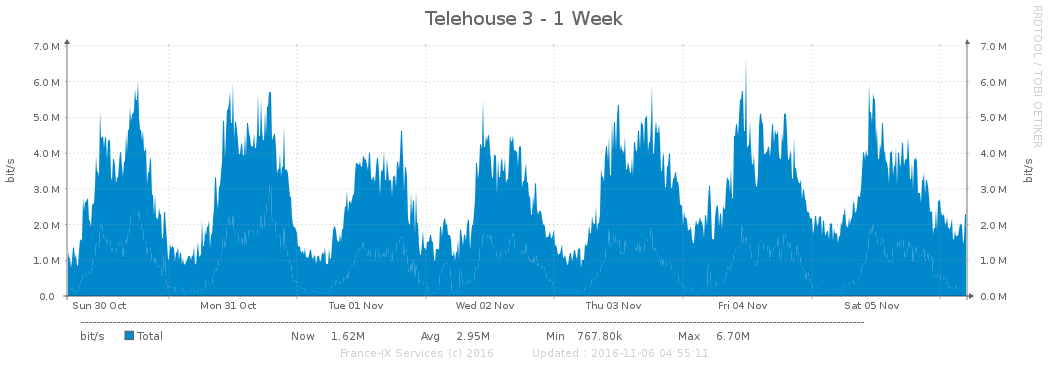 Telehouse 3 - 1 Week
RRDTOOL / TOBI OETIKER
7.0 M 7.0 M
6.0 M 6.0 M
5.0 M 5.0 M
4.0 M 4.0 M
bit/s bit/s
3.0 M 3.0 M
2.0 M 2.0 M
1.0 M 1.0 M
0.0 0.0 M
Sun 30 Oct Mon 31 Oct Tue 01 Nov Wed 02 Nov Thu 03 Nov Fri 04 Nov Sat 05 Nov
bit/s Total Now 1.62M Avg 2.95M Min 767.80k Max 6.70M
France-IX Services (c) 2016 Updated : 2016-11-06 04:55:11